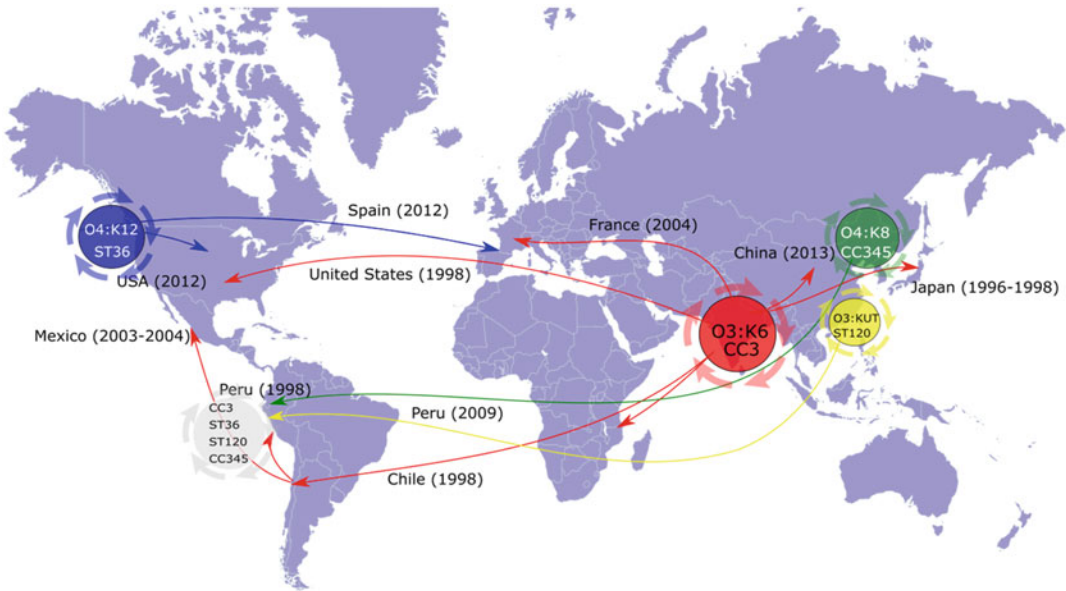 Spain (2012)
O4:K12
ST36
France (2004)
O4:K8
CC345
China (2013)
USA (2012)
United States (1998)
Japan (1996-1998)
Mexico (2003-2004)
O3:K6
CC3
O3:KUT
ST120
Peru (1998)
CC3
ST36
ST120
CC345
Peru (2009)
Chile (1998)